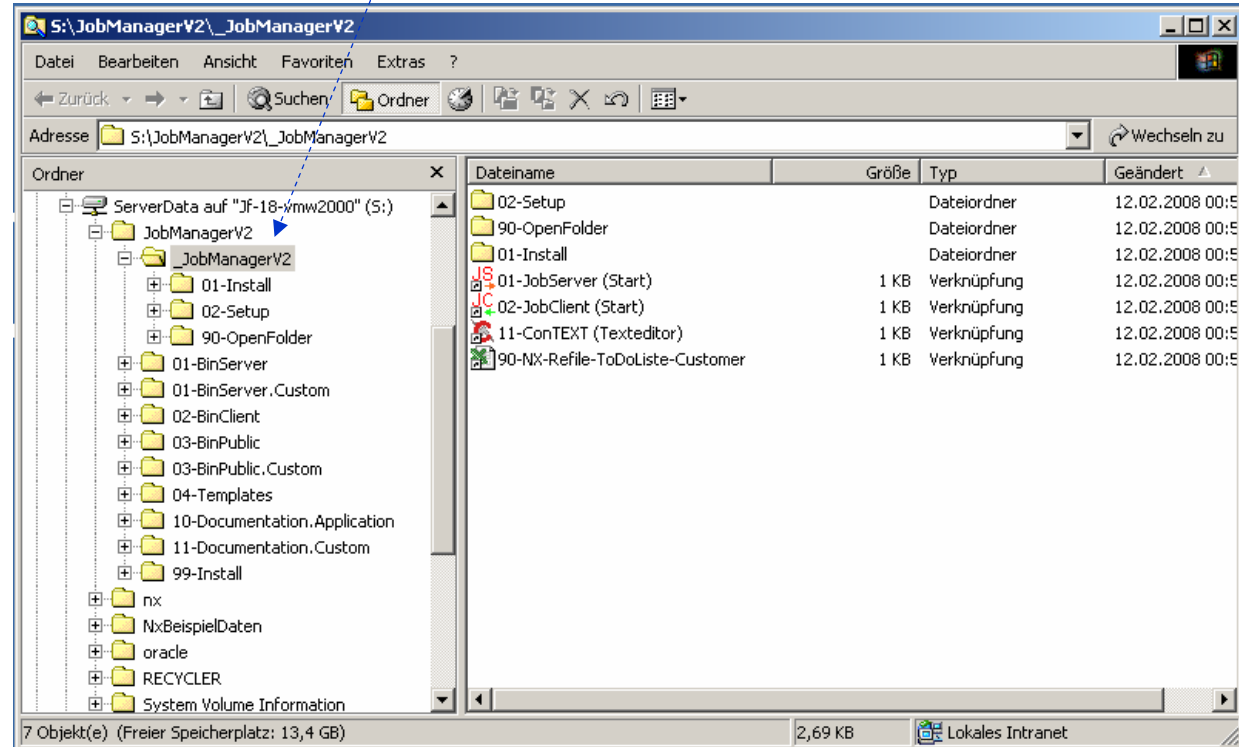 S:\JobManagerV2\_JobManagerV2
Datei Bearbeiten Ansicht Favoriten Extras ?
Zurück Suchen Ordner
Adresse S:\JobManagerV2\_JobManagerV2 Wechseln zu
Ordner
ServerData auf "Jf-18-vmw2000" (S:)
JobManagerV2
_JobManagerV2
01-Install
02-Setup
90-OpenFolder
01-BinServer
01-BinServer.Custom
02-BinClient
03-BinPublic
03-BinPublic.Custom
04-Templates
10-Documentation.Application
11-Documentation.Custom
99-Install
nx
NxBeispielDaten
oracle
RECYCLER
System Volume Information
Dateiname Größe Typ Geändert
02-Setup Dateiordner 12.02.2008 00:5
90-OpenFolder Dateiordner 12.02.2008 00:5
01-Install Dateiordner 12.02.2008 00:5
JS 01-JobServer (Start) 1 KB Verknüpfung 12.02.2008 00:5
JC 02-JobClient (Start) 1 KB Verknüpfung 12.02.2008 00:5
11-ConTEXT (Texteditor) 1 KB Verknüpfung 12.02.2008 00:5
90-NX-Refile-ToDoListe-Customer 1 KB Verknüpfung 12.02.2008 00:5
7 Objekt(e) (Freier Speicherplatz: 13,4 GB) 2,69 KB Lokales Intranet